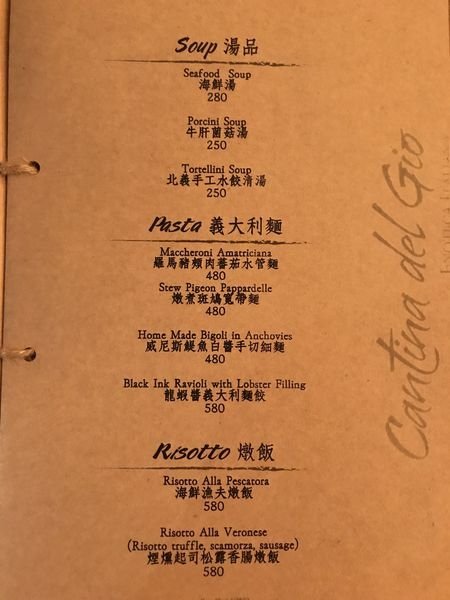 Soup 湯品
Seafood Soup
海鮮湯
280
Porcini Soup
牛肝菌菇湯
250
Tortellini Soup
北義手工水餃清湯
250
Pasta 義大利麵
Maccheroni Amatriciana
羅馬豬頰肉蕃茄水管麵
480
Stew Pigeon Pappardelle
燉煮斑鳩寬帶麵
480
Home Made Bigoli in Anchovies
威尼斯鯷魚白醬手切細麵
480
Black Ink Ravioli with Lobster Filling
龍蝦醬義大利麵餃
580
Risotto 燉飯
Risotto Alla Pescatora
海鮮漁夫燉飯
580
Risotto Alla Veronese
(Risotto truffle, scamorza, sausage)
煙燻起司松露香腸燉飯
580
Cantina del Gio